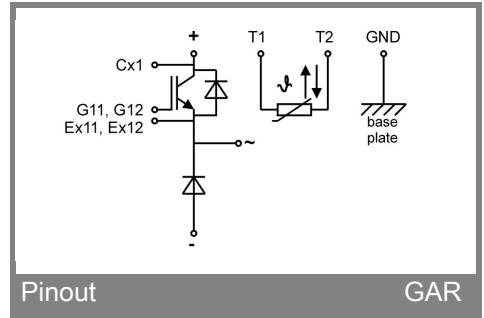 + T1 T2 GND
Cx1
ϑ
G11, G12
Ex11, Ex12
~
base
plate
-
Pinout GAR